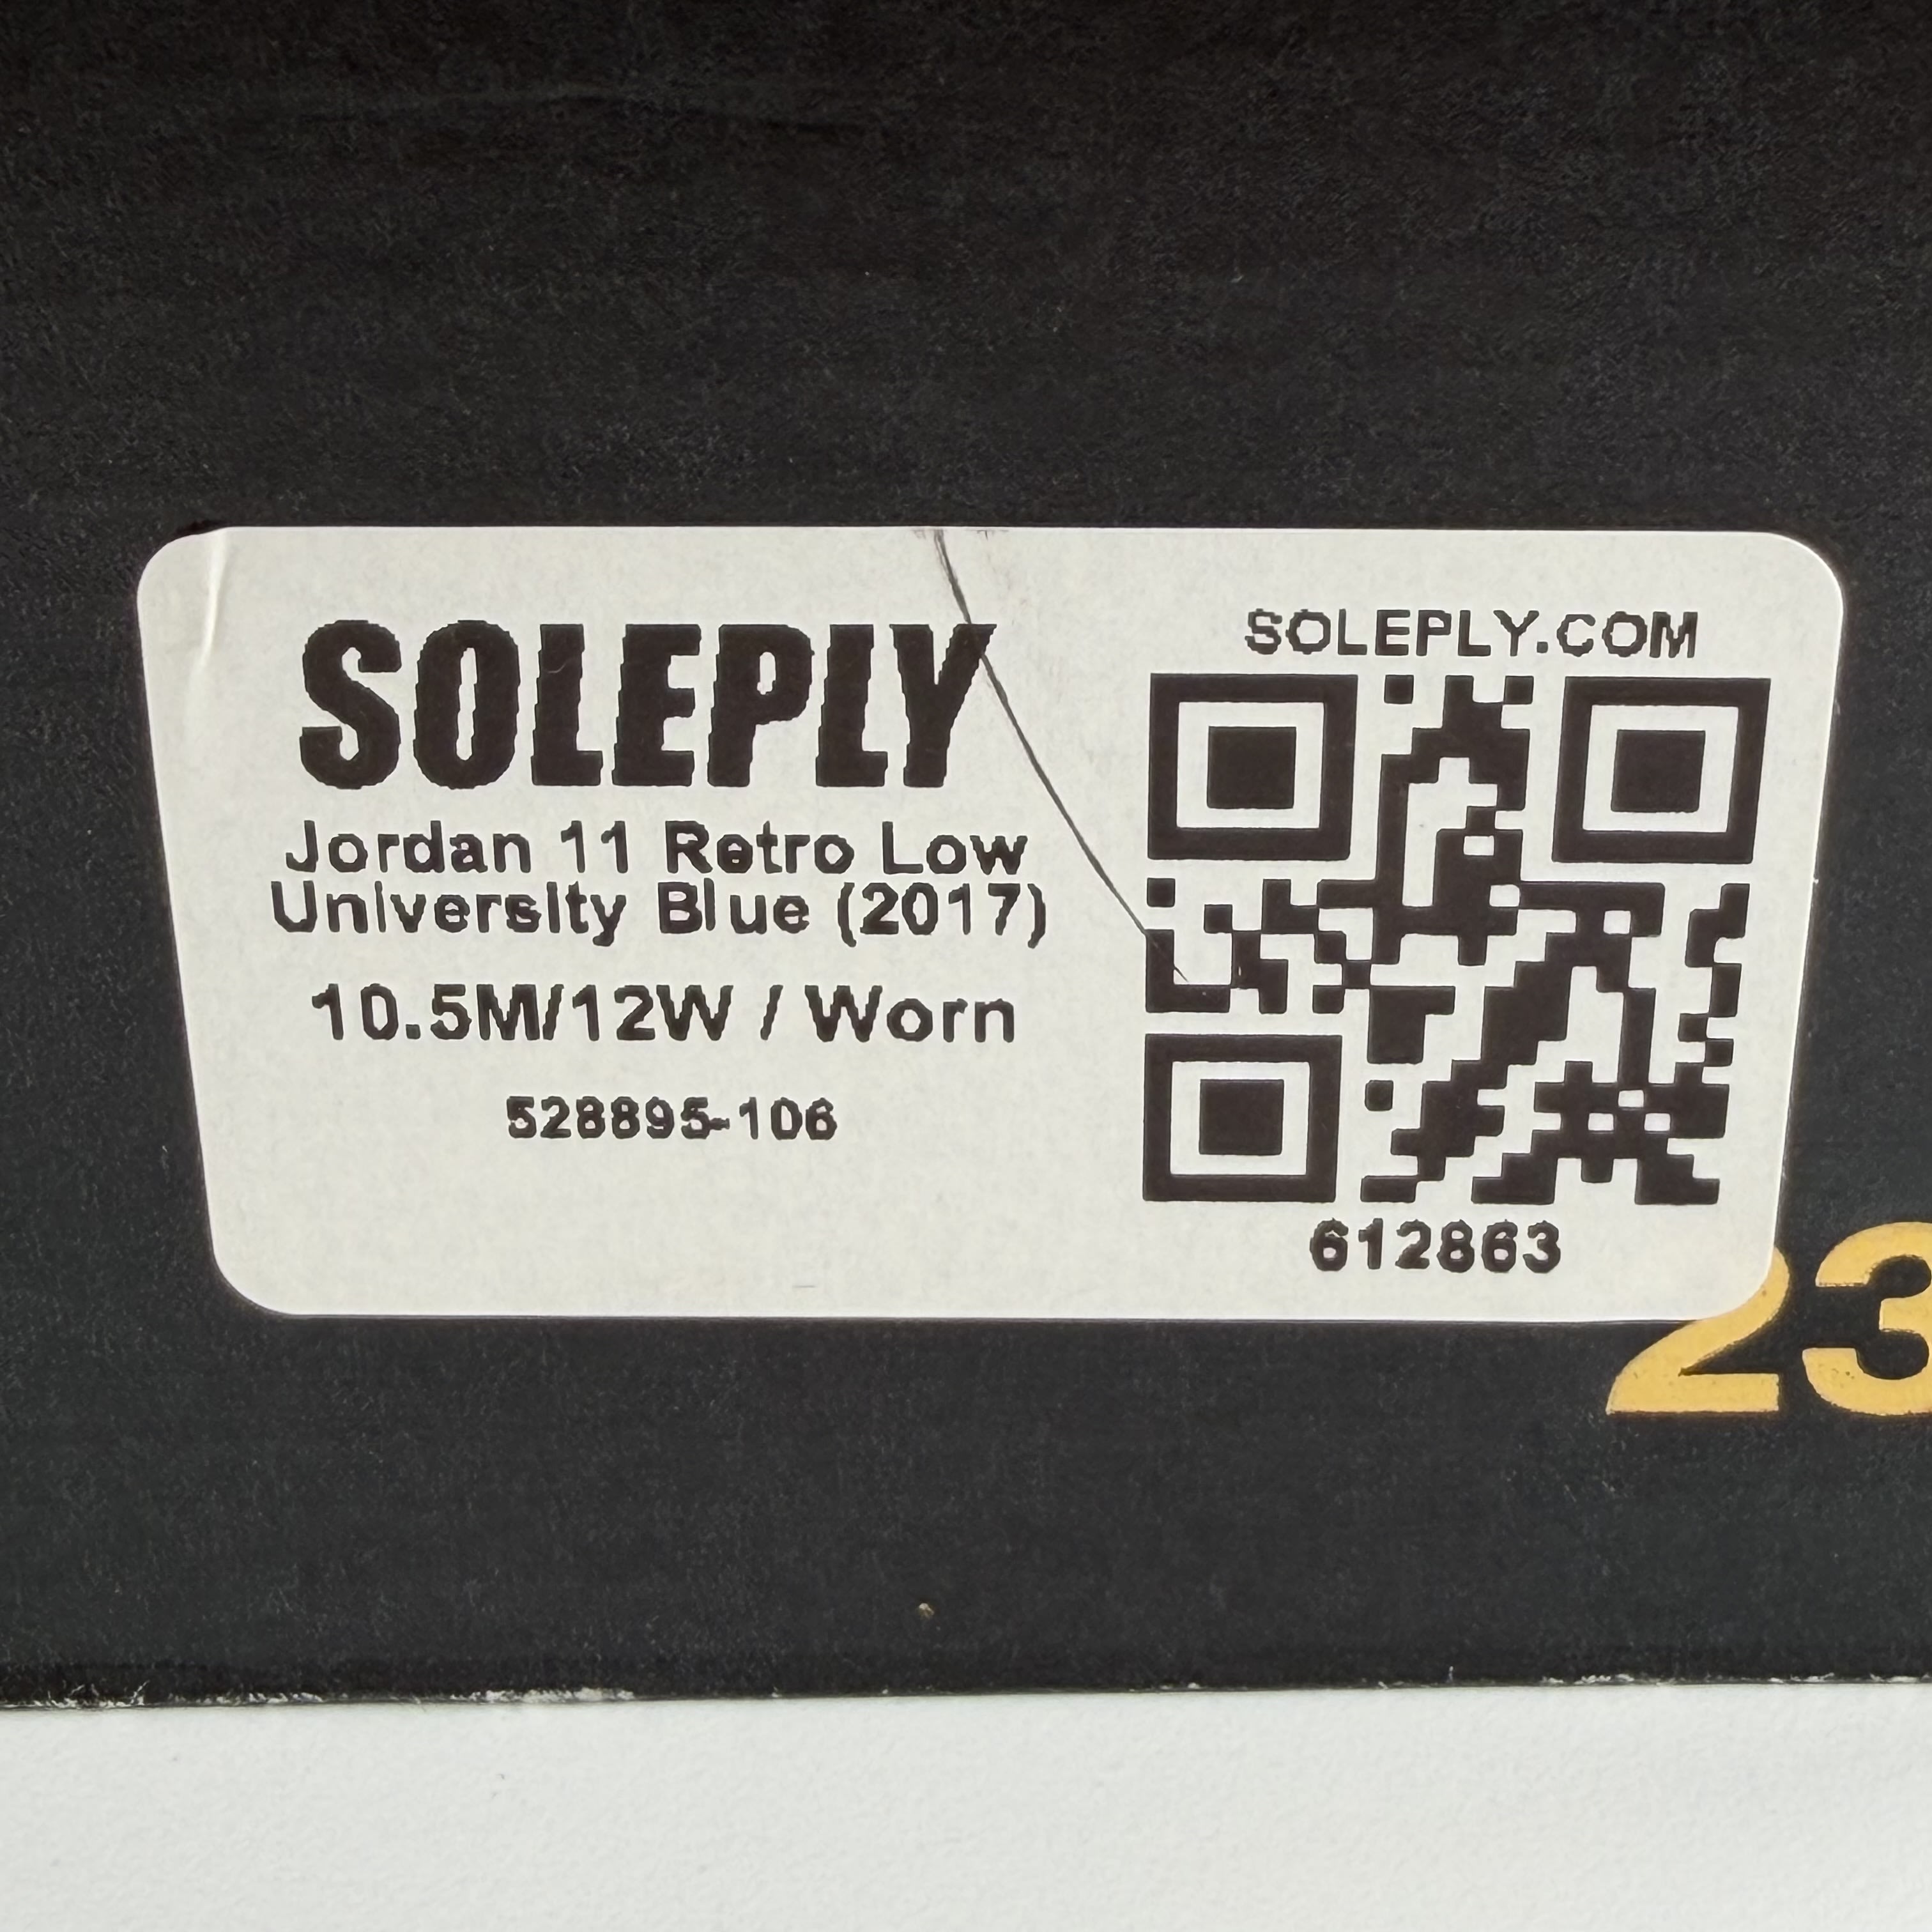 SOLEPLY
Jordan 11 Retro Low
University Blue (2017)
10.5M/12W / Worn
528895-106
SOLEPLY.COM
612863
23